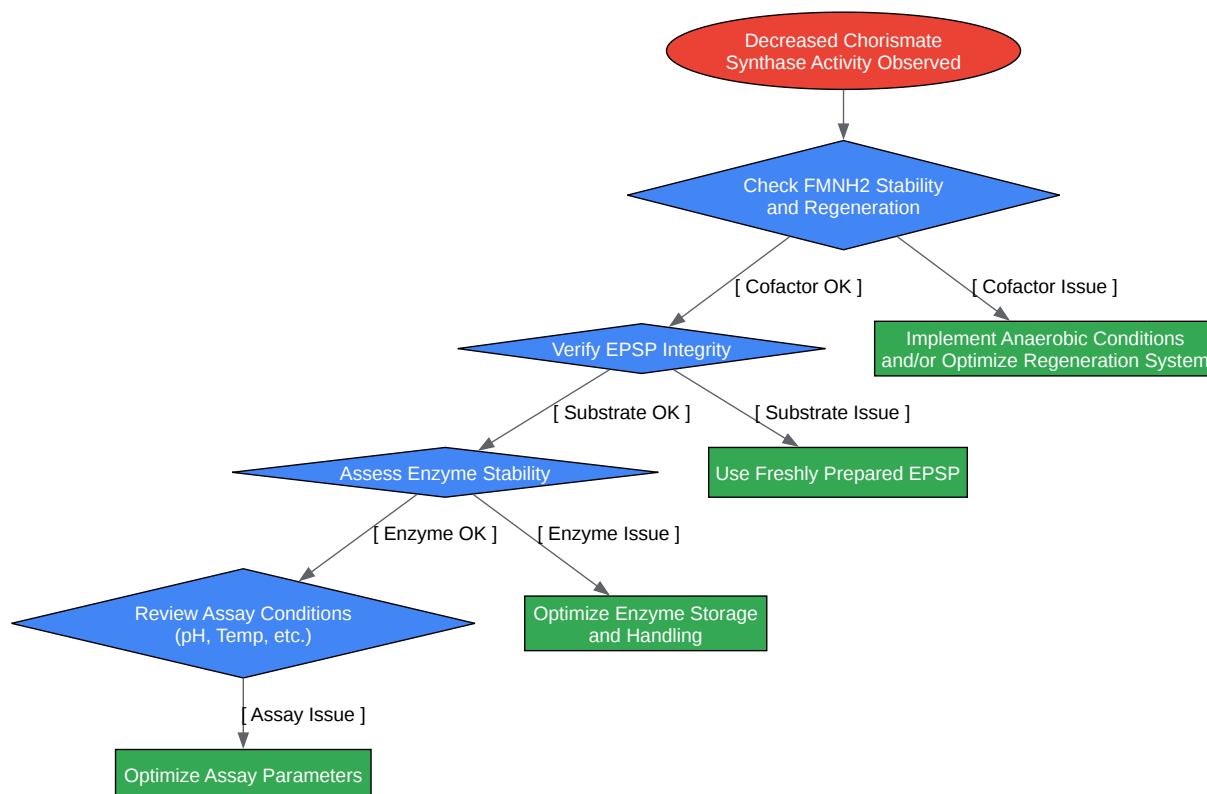 Decreased Chorismate
Synthase Activity Observed
Check FMNH2 Stability
and Regeneration
[ Cofactor OK ]
[ Cofactor Issue ]
Verify EPSP Integrity
Implement Anaerobic Conditions
and/or Optimize Regeneration System
[ Substrate OK ]
[ Substrate Issue ]
Assess Enzyme Stability
Use Freshly Prepared EPSP
[ Enzyme OK ]
[ Enzyme Issue ]
Review Assay Conditions
(pH, Temp, etc.)
Optimize Enzyme Storage
and Handling
[ Assay Issue ]
Optimize Assay Parameters